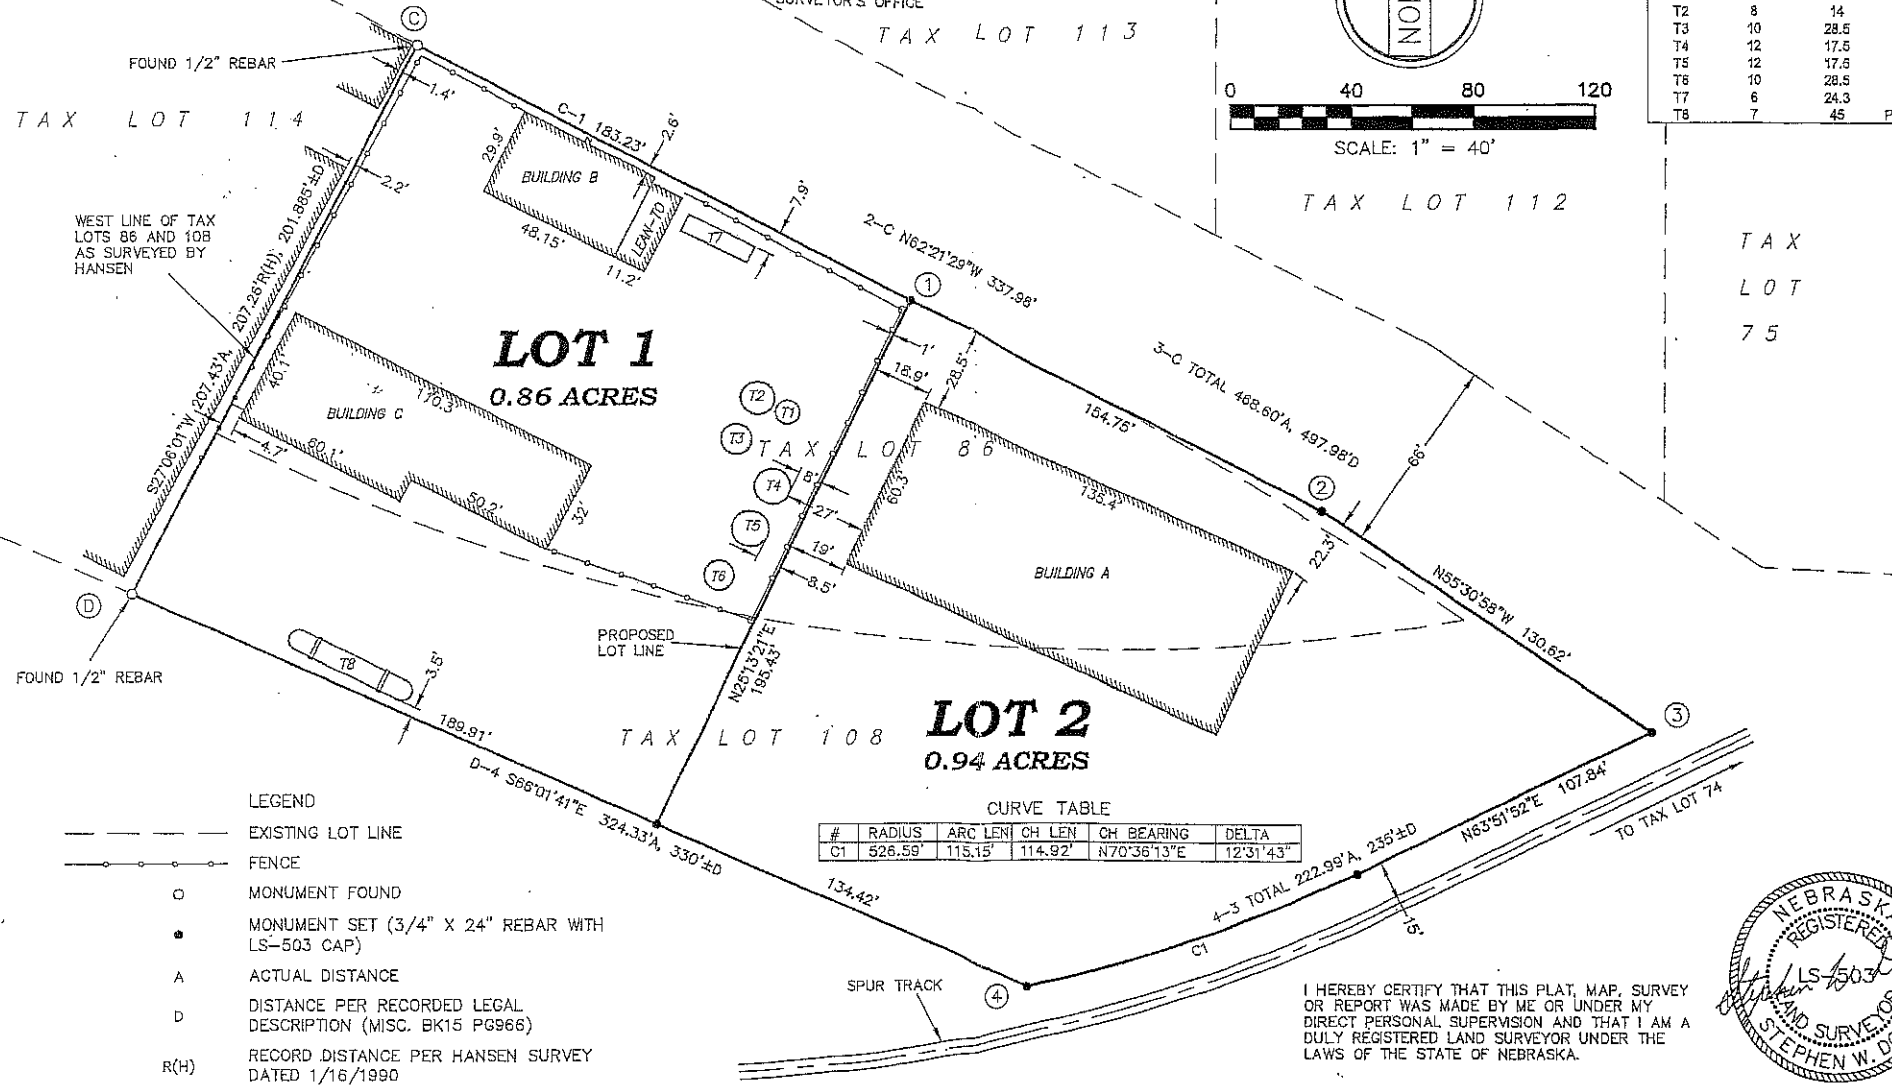 SURVEYOR'S OFFICE
TAX LOT 113
C
FOUND 1/2" REBAR
TAX LOT 114
1.4'
C-1 183.23'
2.6'
29.9'
BUILDING B
2.2'
48.15'
LEAN-TO
11.2'
T7
7.9'
T2 8 14
T3 10 28.5
T4 12 17.5
T5 12 17.5
T6 10 28.5
T7 6 24.3
T8 7 45 P
0 40 80 120
SCALE: 1" = 40'
TAX LOT 112
TAX
LOT
75
WEST LINE OF TAX
LOTS 86 AND 108
AS SURVEYED BY
HANSEN
S27°06'01"W 207.43'A, 207.26'R(H), 201.885'±D
2-C N62°21'29"W 337.98'
1
LOT 1
0.86 ACRES
1'
18.9'
28.5'
3-C TOTAL 468.60'A, 497.98'D
154.75'
66'
40.1'
110.3'
BUILDING C
60.1'
4.7'
50.2'
32'
T2
T1
T3
TAX LOT 86
8'
T4
27'
60.3'
135.4'
2
T5
19'
T6
8.5'
BUILDING A
22.3'
N55°30'58"W 130.62'
D
FOUND 1/2" REBAR
T8
3.5'
PROPOSED
LOT LINE
N25°13'21"E
195.43'
3
189.91'
TAX LOT 108
LOT 2
0.94 ACRES
D-4 S66°01'41"E 324.33'A, 330'±D
134.42'
N63°51'52"E 107.84'
TO TAX LOT 74
CURVE TABLE
# RADIUS ARC LEN CH LEN CH BEARING DELTA
C1 526.59' 115.15' 114.92' N70°36'13"E 12°31'43"
4-3 TOTAL 222.99'A, 235'±D
C1
15'
4
SPUR TRACK
LEGEND
EXISTING LOT LINE
FENCE
MONUMENT FOUND
MONUMENT SET (3/4" X 24" REBAR WITH
LS-503 CAP)
A ACTUAL DISTANCE
D DISTANCE PER RECORDED LEGAL
DESCRIPTION (MISC. BK15 PG966)
R(H) RECORD DISTANCE PER HANSEN SURVEY
DATED 1/16/1990
I HEREBY CERTIFY THAT THIS PLAT, MAP, SURVEY
OR REPORT WAS MADE BY ME OR UNDER MY
DIRECT PERSONAL SUPERVISION AND THAT I AM A
DULY REGISTERED LAND SURVEYOR UNDER THE
LAWS OF THE STATE OF NEBRASKA.
NEBRASKA
REGISTERED
LS-503
LAND SURVEYOR
STEPHEN W.